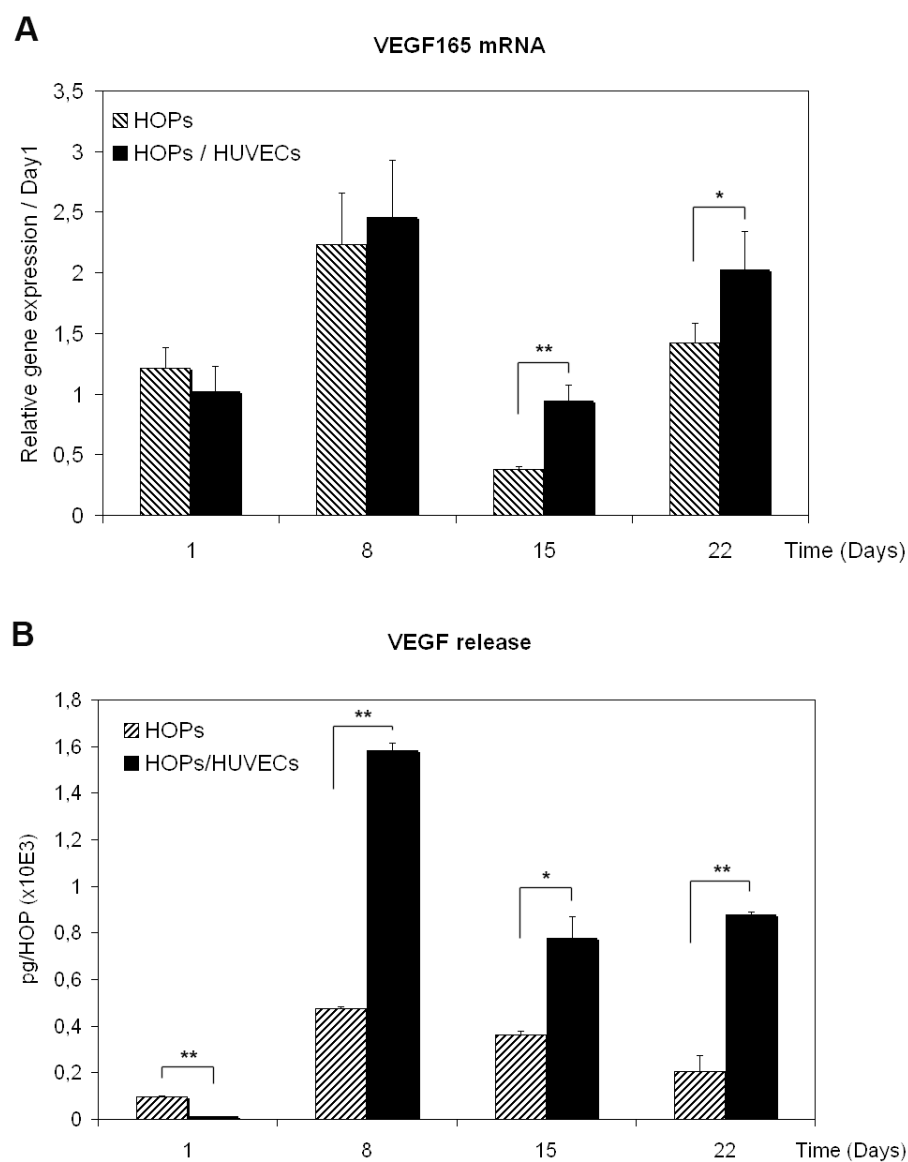 A
VEGF165 mRNA
Relative gene expression / Day1
3,5
3
2,5
2
1,5
1
0,5
0
HOPs
HOPs / HUVECs
**
*
1 8 15 22 Time (Days)
B
VEGF release
pg/HOP (x10E3)
1,8
1,6
1,4
1,2
1
0,8
0,6
0,4
0,2
0
HOPs
HOPs/HUVECs
**
**
*
**
1 8 15 22 Time (Days)